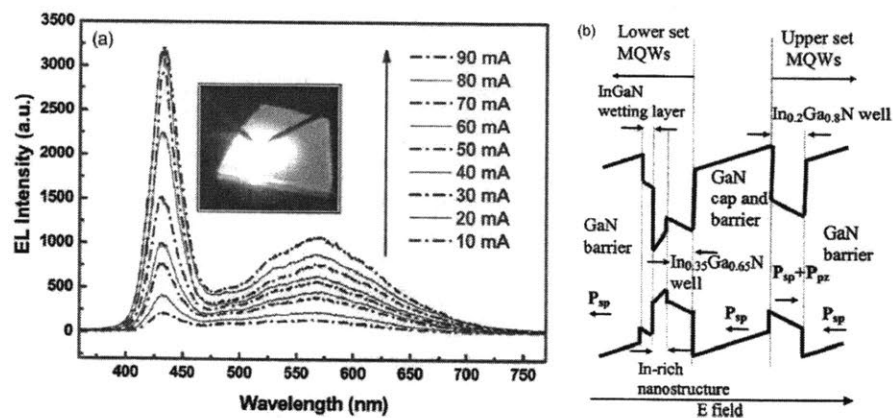 (a)
EL Intensity (a.u.)
3500
3000
2500
2000
1500
1000
500
0
400 450 500 550 600 650 700 750
Wavelength (nm)
90 mA
80 mA
70 mA
60 mA
50 mA
40 mA
30 mA
20 mA
10 mA
(b)
Lower set
MQWs
Upper set
MQWs
InGaN
wetting layer
In0.2Ga0.8N well
GaN
cap and
barrier
GaN
barrier
GaN
barrier
In0.35Ga0.65N
well
Psp+Ppz
Psp
Psp
Psp
In-rich
nanostructure
E field